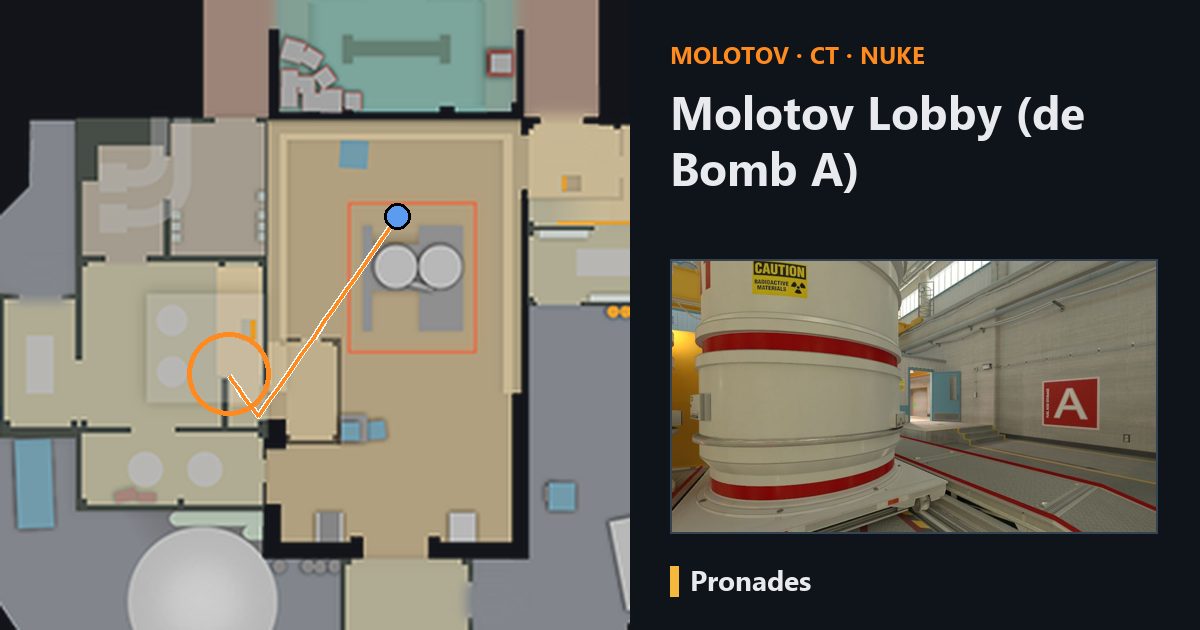 MOLOTOV · CT · NUKE
Molotov Lobby (de
Bomb A)
CAUTION
RADIOACTIVE
MATERIALS
A
Pronades